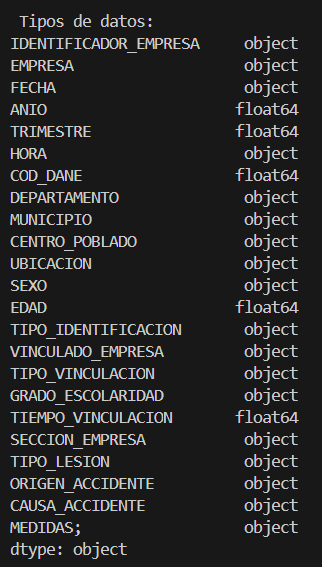 Tipos de datos:
IDENTIFICADOR_EMPRESA object
EMPRESA object
FECHA object
ANIO float64
TRIMESTRE float64
HORA object
COD_DANE float64
DEPARTAMENTO object
MUNICIPIO object
CENTRO_POBLADO object
UBICACION object
SEXO object
EDAD float64
TIPO_IDENTIFICACION object
VINCULADO_EMPRESA object
TIPO_VINCULACION object
GRADO_ESCOLARIDAD object
TIEMPO_VINCULACION float64
SECCION_EMPRESA object
TIPO_LESION object
ORIGEN_ACCIDENTE object
CAUSA_ACCIDENTE object
MEDIDAS; object
dtype: object